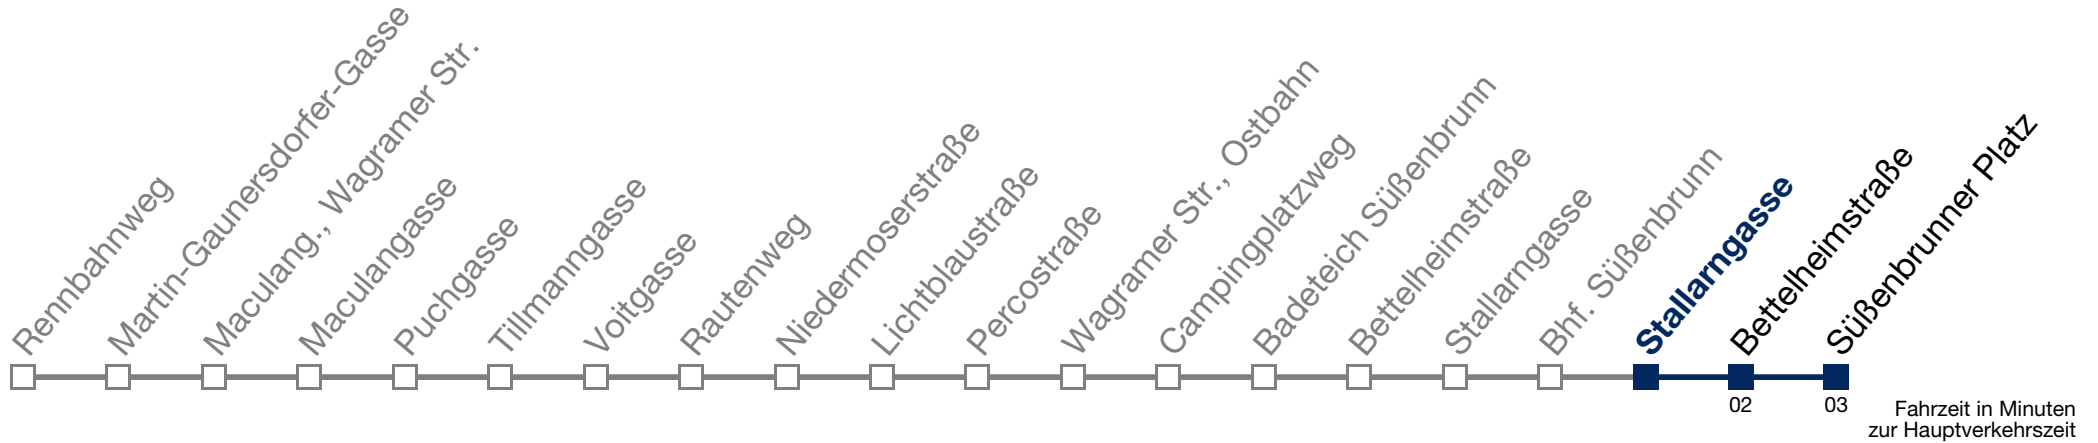 Rennbahnweg
Martin-Gaunersdorfer-Gasse
Maculang., Wagramer Str.
Maculangasse
Puchgasse
Tillmanngasse
Voitgasse
Rautenweg
Niedermoserstraße
Lichtblaustraße
Percostraße
Wagramer Str., Ostbahn
Campingplatzweg
Badeteich Süßenbrunn
Bettelheimstraße
Stallarngasse
Bhf. Süßenbrunn
Stallarngasse
Bettelheimstraße
Süßenbrunner Platz
02
03
Fahrzeit in Minuten
zur Hauptverkehrszeit